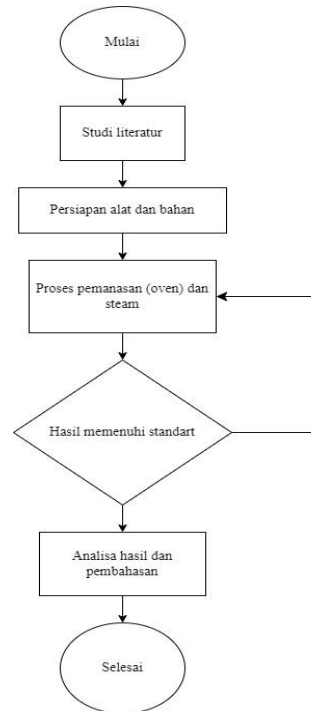 Mulai
Studi literatur
Persiapan alat dan bahan
Proses pemanasan (oven) dan
steam
Hasil memenuhi standart
Analisa hasil dan
pembahasan
Selesai